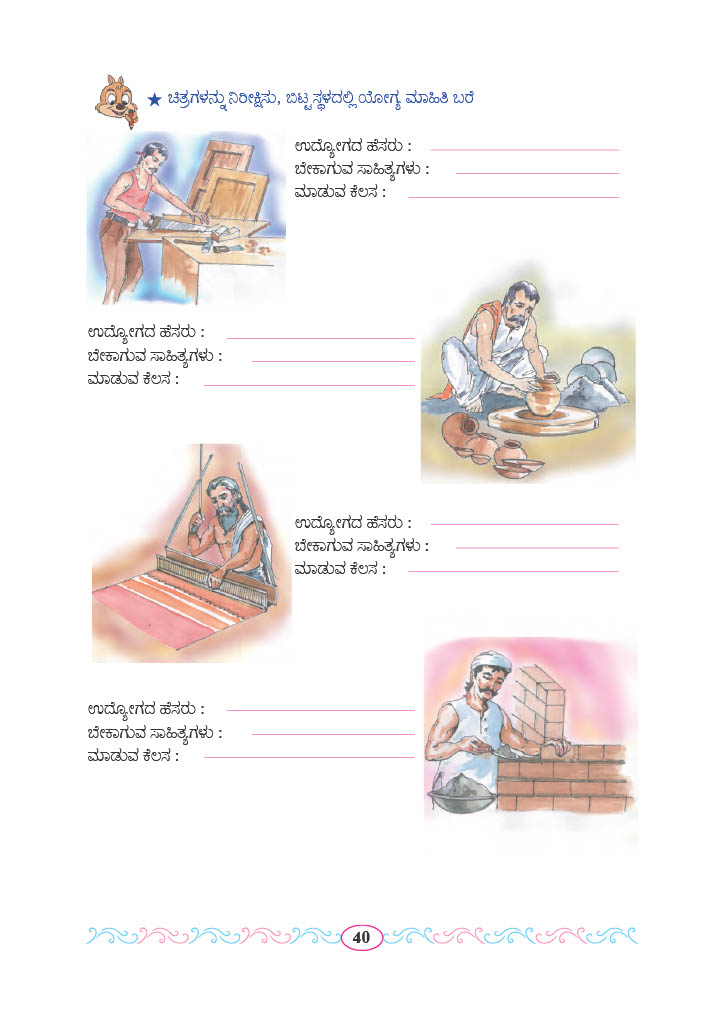 ★ ಚಿತ್ರಗಳನ್ನು ನಿರೀಕ್ಷಿಸು, ಬಿಟ್ಟ ಸ್ಥಳದಲ್ಲಿ ಯೋಗ್ಯ ಮಾಹಿತಿ ಬರೆ
ಉದ್ಯೋಗದ ಹೆಸರು :
ಬೇಕಾಗುವ ಸಾಹಿತ್ಯಗಳು :
ಮಾಡುವ ಕೆಲಸ :
ಉದ್ಯೋಗದ ಹೆಸರು :
ಬೇಕಾಗುವ ಸಾಹಿತ್ಯಗಳು :
ಮಾಡುವ ಕೆಲಸ :
ಉದ್ಯೋಗದ ಹೆಸರು :
ಬೇಕಾಗುವ ಸಾಹಿತ್ಯಗಳು :
ಮಾಡುವ ಕೆಲಸ :
ಉದ್ಯೋಗದ ಹೆಸರು :
ಬೇಕಾಗುವ ಸಾಹಿತ್ಯಗಳು :
ಮಾಡುವ ಕೆಲಸ :
40